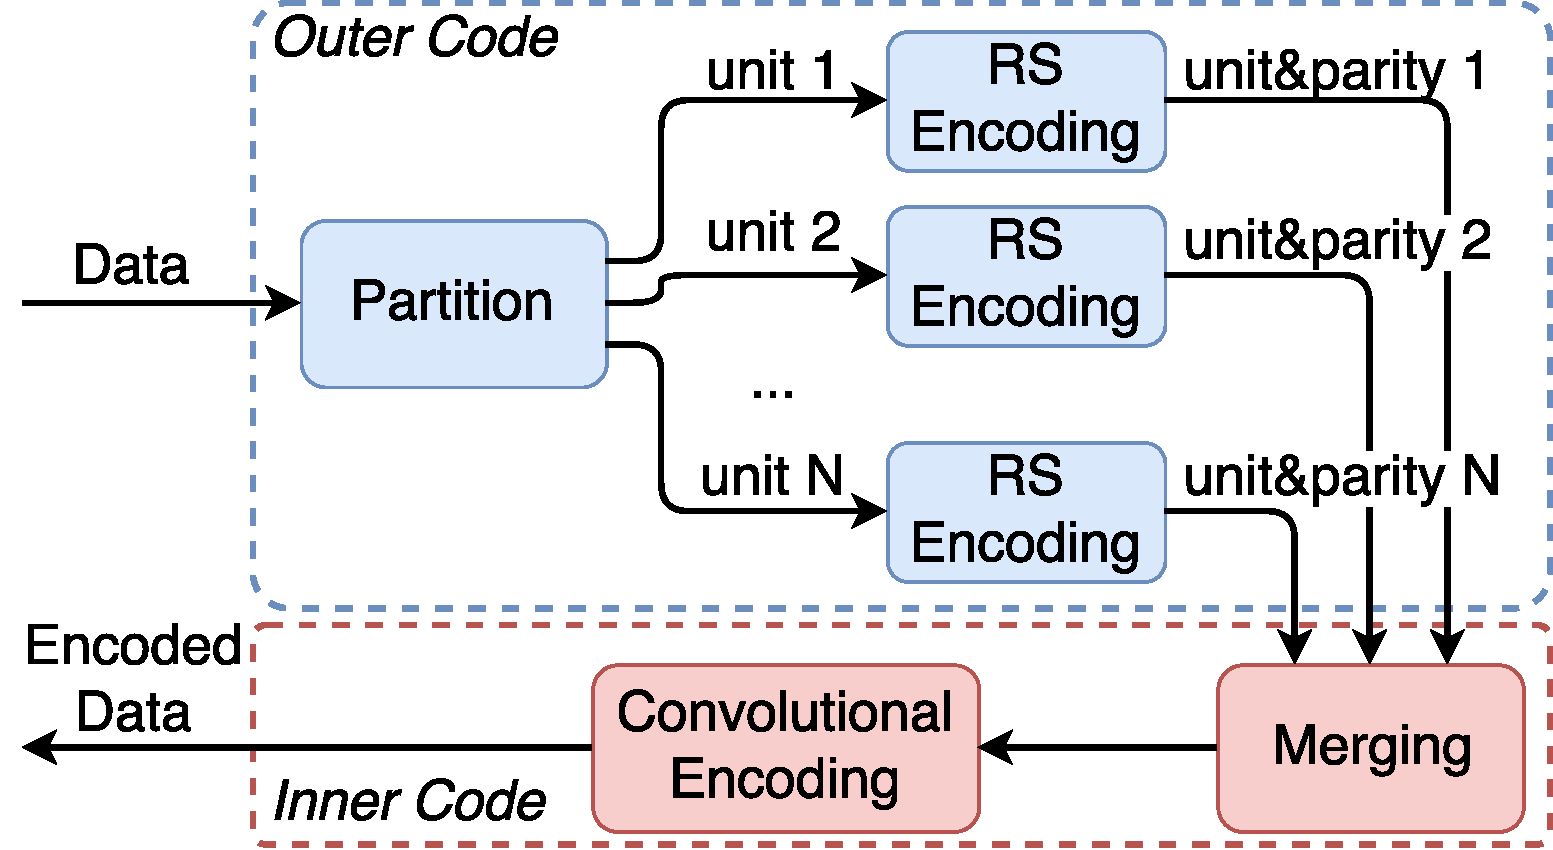 Outer Code
unit 1
RS
Encoding
unit&parity 1
Data
Partition
unit 2
RS
Encoding
unit&parity 2
...
unit N
RS
Encoding
unit&parity N
Encoded
Data
Convolutional
Encoding
Merging
Inner Code